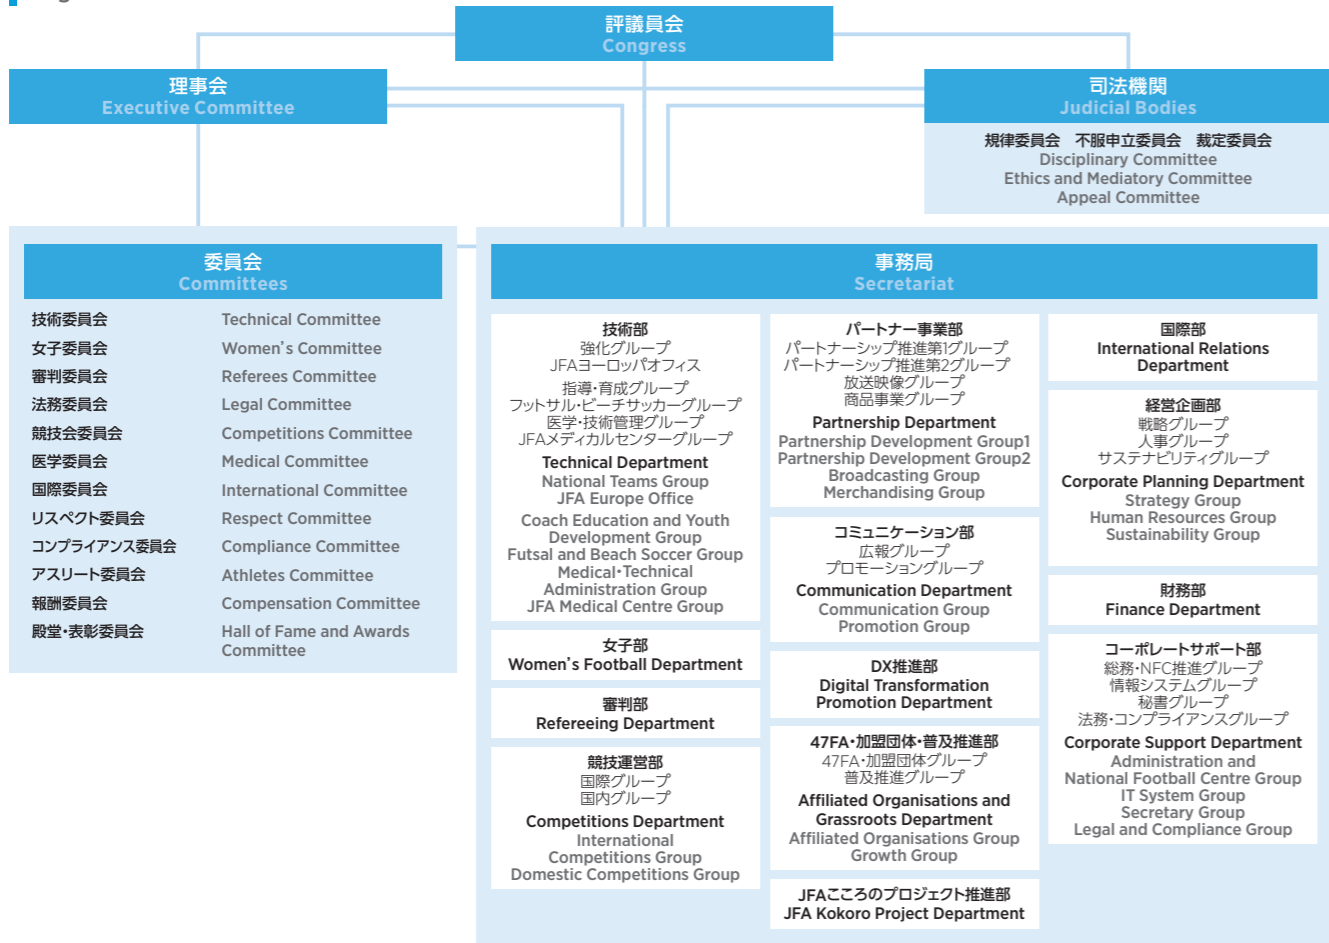 評議員会
Congress
理事会
Executive Committee
司法機関
Judicial Bodies
規律委員会 不服申立委員会 裁定委員会
Disciplinary Committee
Ethics and Mediatory Committee
Appeal Committee
委員会
Committees
技術委員会 Technical Committee
女子委員会 Women's Committee
審判委員会 Referees Committee
法務委員会 Legal Committee
競技会委員会 Competitions Committee
医学委員会 Medical Committee
国際委員会 International Committee
リスペクト委員会 Respect Committee
コンプライアンス委員会 Compliance Committee
アスリート委員会 Athletes Committee
報酬委員会 Compensation Committee
殿堂・表彰委員会 Hall of Fame and Awards
Committee
事務局
Secretariat
技術部
強化グループ
JFAヨーロッパオフィス
指導・育成グループ
フットサル・ビーチサッカーグループ
医学・技術管理グループ
JFAメディカルセンターグループ
Technical Department
National Teams Group
JFA Europe Office
Coach Education and Youth
Development Group
Futsal and Beach Soccer Group
Medical・Technical
Administration Group
JFA Medical Centre Group
女子部
Women's Football Department
審判部
Refereeing Department
競技運営部
国際グループ
国内グループ
Competitions Department
International
Competitions Group
Domestic Competitions Group
パートナー事業部
パートナーシップ推進第1グループ
パートナーシップ推進第2グループ
放送映像グループ
商品事業グループ
Partnership Department
Partnership Development Group1
Partnership Development Group2
Broadcasting Group
Merchandising Group
コミュニケーション部
広報グループ
プロモーショングループ
Communication Department
Communication Group
Promotion Group
DX推進部
Digital Transformation
Promotion Department
47FA・加盟団体・普及推進部
47FA・加盟団体グループ
普及推進グループ
Affiliated Organisations and
Grassroots Department
Affiliated Organisations Group
Growth Group
JFAこころのプロジェクト推進部
JFA Kokoro Project Department
国際部
International Relations
Department
経営企画部
戦略グループ
人事グループ
サステナビリティグループ
Corporate Planning Department
Strategy Group
Human Resources Group
Sustainability Group
財務部
Finance Department
コーポレートサポート部
総務・NFC推進グループ
情報システムグループ
秘書グループ
法務・コンプライアンスグループ
Corporate Support Department
Administration and
National Football Centre Group
IT System Group
Secretary Group
Legal and Compliance Group